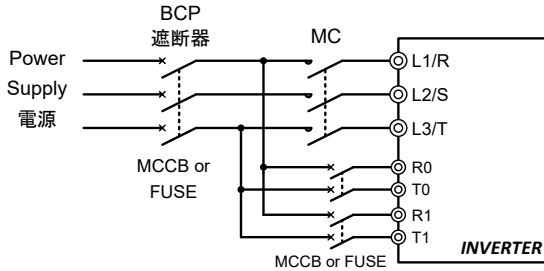 BCP
遮断器
MC
Power
Supply
電源
L1/R
L2/S
L3/T
MCCB or
FUSE
R0
T0
R1
T1
MCCB or FUSE
INVERTER